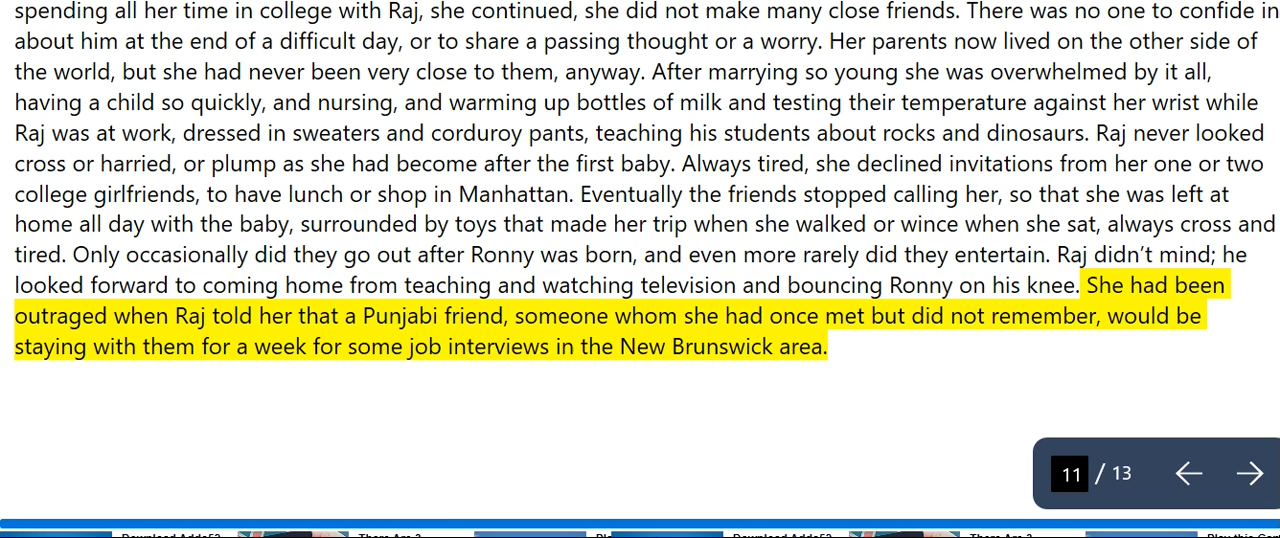 spending all her time in college with Raj, she continued, she did not make many close friends. There was no one to confide in
about him at the end of a difficult day, or to share a passing thought or a worry. Her parents now lived on the other side of
the world, but she had never been very close to them, anyway. After marrying so young she was overwhelmed by it all,
having a child so quickly, and nursing, and warming up bottles of milk and testing their temperature against her wrist while
Raj was at work, dressed in sweaters and corduroy pants, teaching his students about rocks and dinosaurs. Raj never looked
cross or harried, or plump as she had become after the first baby. Always tired, she declined invitations from her one or two
college girlfriends, to have lunch or shop in Manhattan. Eventually the friends stopped calling her, so that she was left at
home all day with the baby, surrounded by toys that made her trip when she walked or wince when she sat, always cross and
tired. Only occasionally did they go out after Ronny was born, and even more rarely did they entertain. Raj didn’t mind; he
looked forward to coming home from teaching and watching television and bouncing Ronny on his knee. She had been
outraged when Raj told her that a Punjabi friend, someone whom she had once met but did not remember, would be
staying with them for a week for some job interviews in the New Brunswick area.
11 / 13